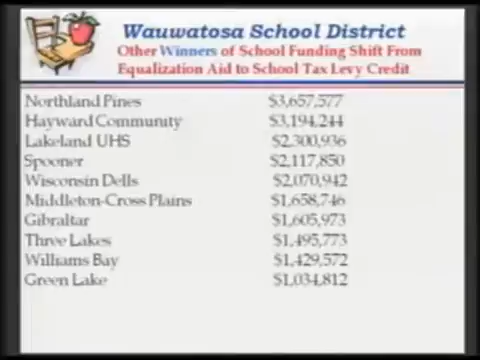 Wauwatosa School District
Other Winners of School Funding Shift From
Equalization Aid to School Tax Levy Credit
Northland Pines $3,657,577
Hayward Community $3,194,244
Lakeland UHS $2,300,936
Spooner $2,117,850
Wisconsin Dells $2,070,942
Middleton-Cross Plains $1,658,746
Gibraltar $1,605,973
Three Lakes $1,495,773
Williams Bay $1,429,572
Green Lake $1,034,812